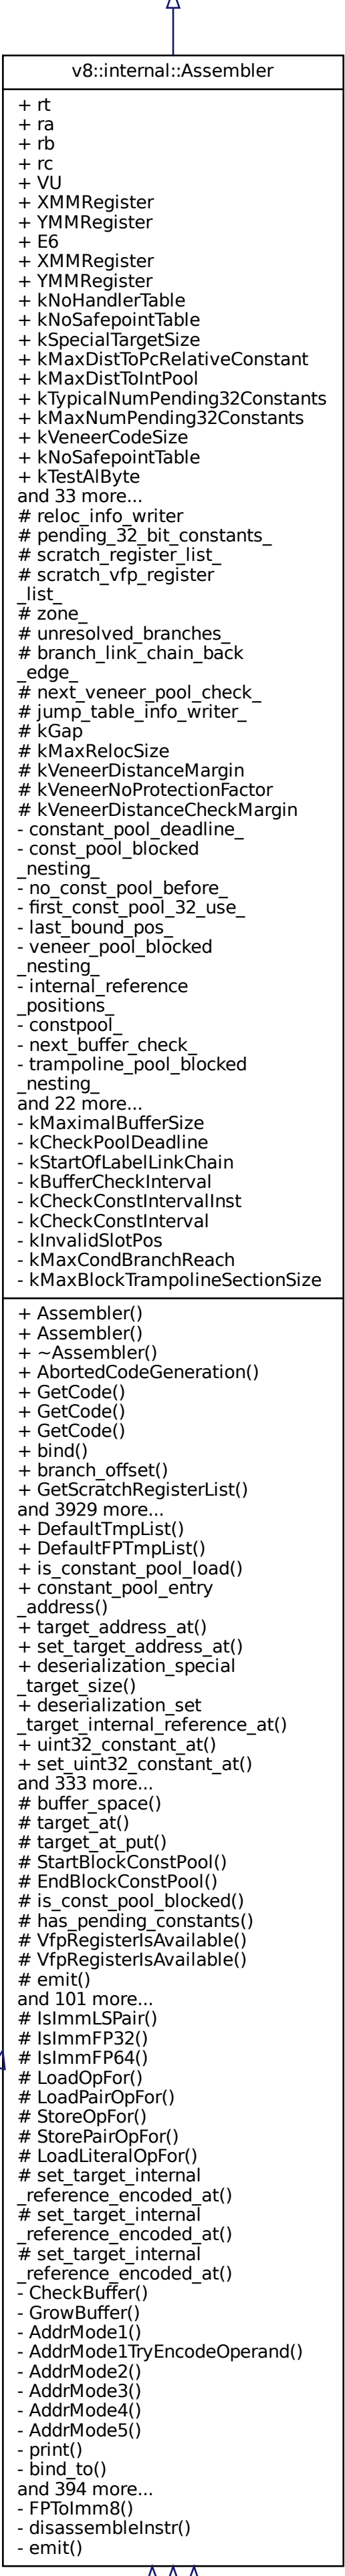 v8::internal::Assembler
+ rt
+ ra
+ rb
+ rc
+ VU
+ XMMRegister
+ YMMRegister
+ E6
+ XMMRegister
+ YMMRegister
+ kNoHandlerTable
+ kNoSafepointTable
+ kSpecialTargetSize
+ kMaxDistToPcRelativeConstant
+ kMaxDistToIntPool
+ kTypicalNumPending32Constants
+ kMaxNumPending32Constants
+ kVeneerCodeSize
+ kNoSafepointTable
+ kTestAlByte
and 33 more...
# reloc_info_writer
# pending_32_bit_constants_
# scratch_register_list_
# scratch_vfp_register
_list_
# zone_
# unresolved_branches_
# branch_link_chain_back
_edge_
# next_veneer_pool_check_
# jump_table_info_writer_
# kGap
# kMaxRelocSize
# kVeneerDistanceMargin
# kVeneerNoProtectionFactor
# kVeneerDistanceCheckMargin
- constant_pool_deadline_
- const_pool_blocked
_nesting_
- no_const_pool_before_
- first_const_pool_32_use_
- last_bound_pos_
- veneer_pool_blocked
_nesting_
- internal_reference
_positions_
- constpool_
- next_buffer_check_
- trampoline_pool_blocked
_nesting_
and 22 more...
- kMaximalBufferSize
- kCheckPoolDeadline
- kStartOfLabelLinkChain
- kBufferCheckInterval
- kCheckConstIntervalInst
- kCheckConstInterval
- kInvalidSlotPos
- kMaxCondBranchReach
- kMaxBlockTrampolineSectionSize
+ Assembler()
+ Assembler()
+ ~Assembler()
+ AbortedCodeGeneration()
+ GetCode()
+ GetCode()
+ GetCode()
+ bind()
+ branch_offset()
+ GetScratchRegisterList()
and 3929 more...
+ DefaultTmpList()
+ DefaultFPTmpList()
+ is_constant_pool_load()
+ constant_pool_entry
_address()
+ target_address_at()
+ set_target_address_at()
+ deserialization_special
_target_size()
+ deserialization_set
_target_internal_reference_at()
+ uint32_constant_at()
+ set_uint32_constant_at()
and 333 more...
# buffer_space()
# target_at()
# target_at_put()
# StartBlockConstPool()
# EndBlockConstPool()
# is_const_pool_blocked()
# has_pending_constants()
# VfpRegisterIsAvailable()
# VfpRegisterIsAvailable()
# emit()
and 101 more...
# IsImmLSPair()
# IsImmFP32()
# IsImmFP64()
# LoadOpFor()
# LoadPairOpFor()
# StoreOpFor()
# StorePairOpFor()
# LoadLiteralOpFor()
# set_target_internal
_reference_encoded_at()
# set_target_internal
_reference_encoded_at()
# set_target_internal
_reference_encoded_at()
- CheckBuffer()
- GrowBuffer()
- AddrMode1()
- AddrMode1TryEncodeOperand()
- AddrMode2()
- AddrMode3()
- AddrMode4()
- AddrMode5()
- print()
- bind_to()
and 394 more...
- FPToImm8()
- disassembleInstr()
- emit()